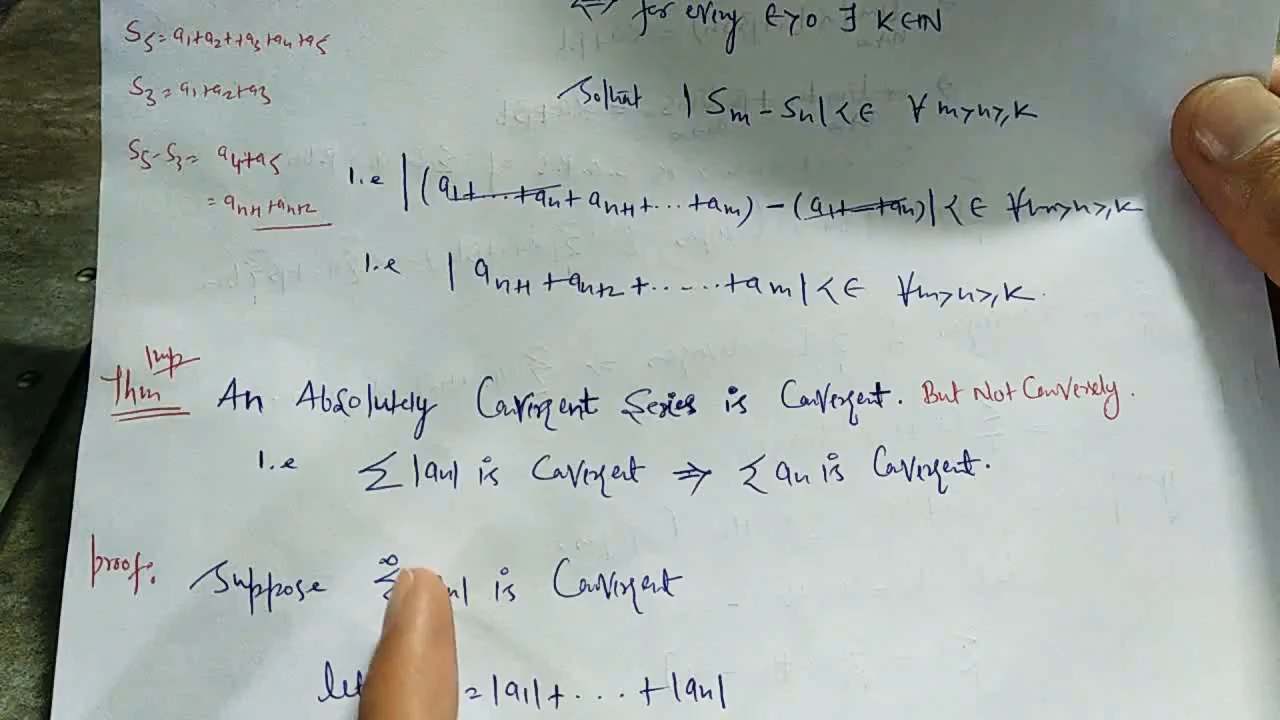 ⇔ for every ∈>0 ∃ K∈ℕ
S5 = a1+a2++a3+a4+a5
S3 = a1+a2+a3
So that |Sm - Sn| < ∈ ∀ m>n≥K
S5-S3 = a4+a5
= an+1+an+2
i.e |(a1+...+an+an+1+...+am) - (a1+...+an)| < ∈ ∀ m>n≥K
i.e |an+1+an+2+......+am| < ∈ ∀ m>n≥K.
Imp
Thm An Absolutely Convergent Series is Convergent. But Not Conversely.
i.e Σ |an| is Convergent ⇒ Σ an is Convergent.
Proof: Suppose ∞ Σ n| is Convergent
let = |a1| + ... + |an|